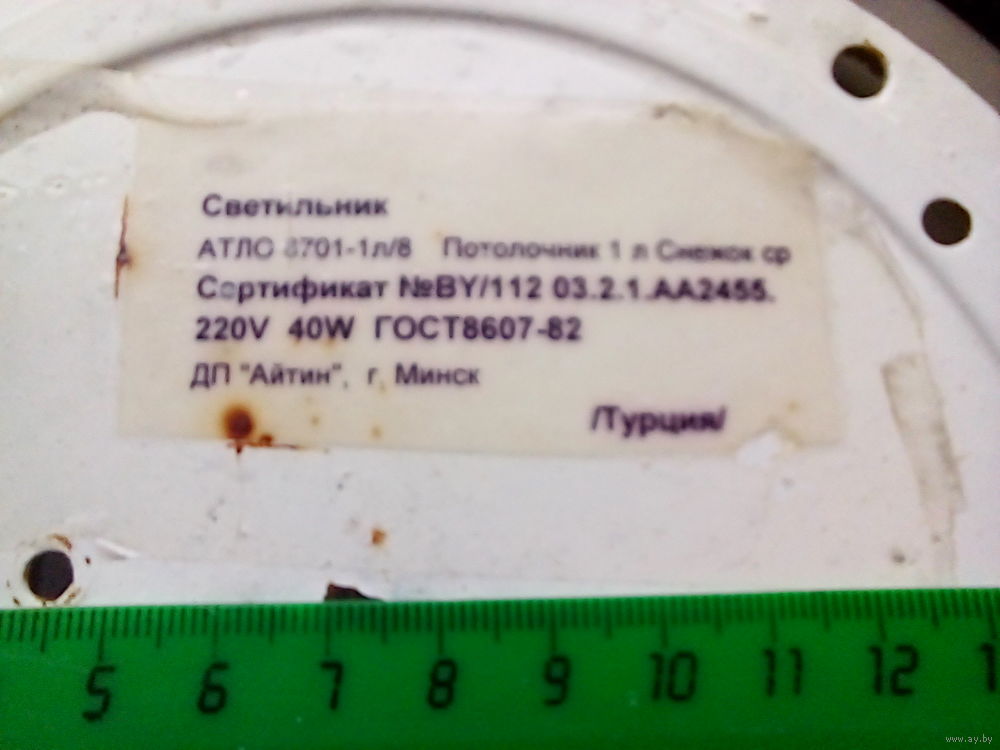 Светильник
АТЛС 8701-1л/8 Потолочник 1 л Снежок ср
Сертификат №BY/112 03.2.1.АА2455.
220V 40W ГОСТ8607-82
ДП "Айтин", г. Минск
/Турция/
5 6 7 8 9 10 11 12
www.ay.by